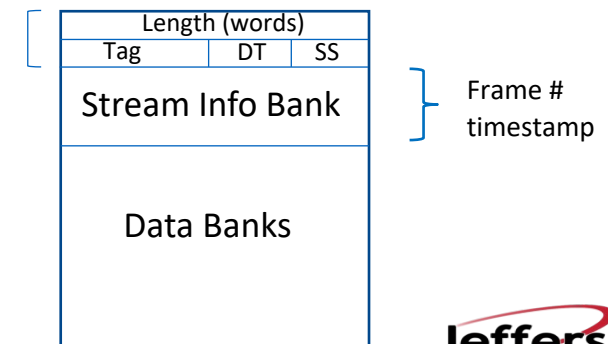 Length (words)
Tag DT SS
Stream Info Bank
Frame #
timestamp
Data Banks